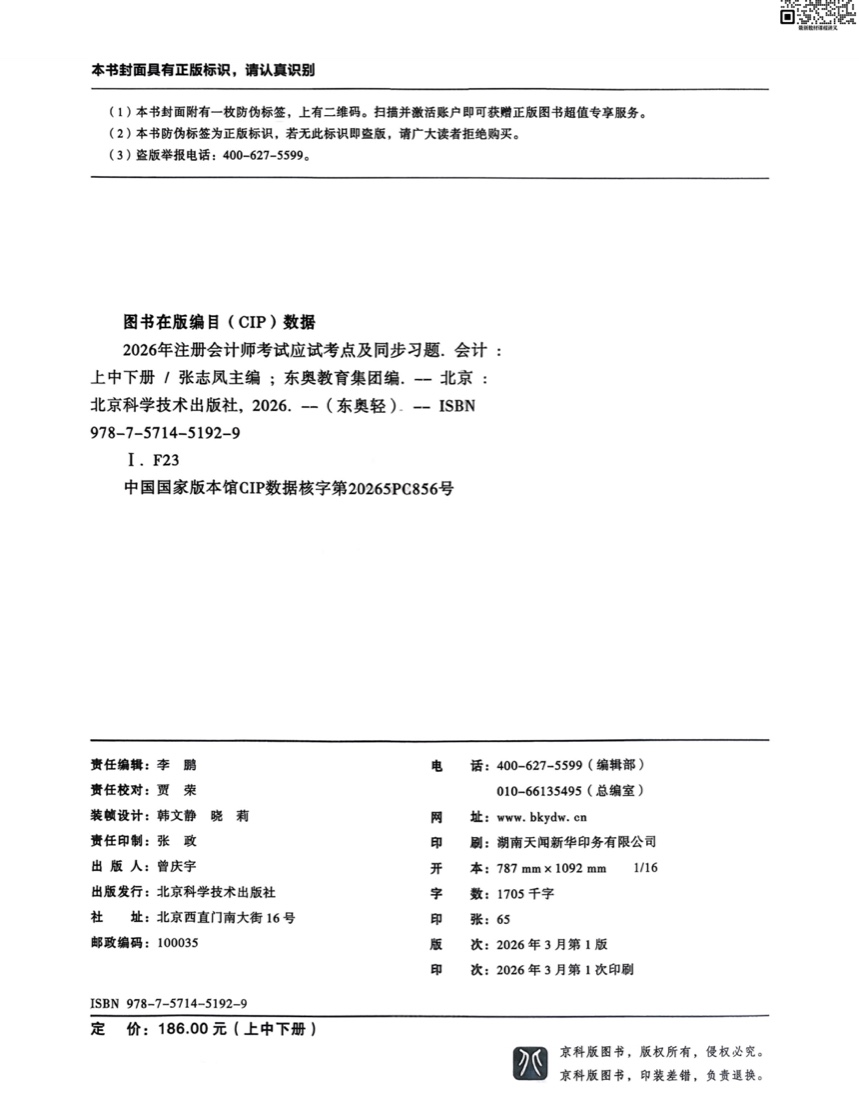 本书封面具有正版标识，请认真识别
（1）本书封面附有一枚防伪标签，上有二维码。扫描并激活账户即可获赠正版图书超值专享服务。
（2）本书防伪标签为正版标识，若无此标识即盗版，请广大读者拒绝购买。
（3）盗版举报电话：400-627-5599。
图书在版编目（CIP）数据
2026年注册会计师考试应试考点及同步习题. 会计 :
上中下册 / 张志凤主编 ; 东奥教育集团编. -- 北京 :
北京科学技术出版社, 2026. --（东奥轻）. -- ISBN
978-7-5714-5192-9
Ⅰ. F23
中国国家版本馆CIP数据核字第20265PC856号
责任编辑：李　鹏
责任校对：贾　荣
装帧设计：韩文静　晓　莉
责任印制：张　政
出 版 人：曾庆宇
出版发行：北京科学技术出版社
社　　址：北京西直门南大街 16 号
邮政编码：100035
电　　话：400-627-5599（编辑部）
010-66135495（总编室）
网　　址：www.bkydw.cn
印　　刷：湖南天闻新华印务有限公司
开　　本：787 mm × 1092 mm　1/16
字　　数：1705 千字
印　　张：65
版　　次：2026 年 3 月第 1 版
印　　次：2026 年 3 月第 1 次印刷
ISBN 978-7-5714-5192-9
定　价：186.00 元（上中下册）
京科版图书，版权所有，侵权必究。
京科版图书，印装差错，负责退换。